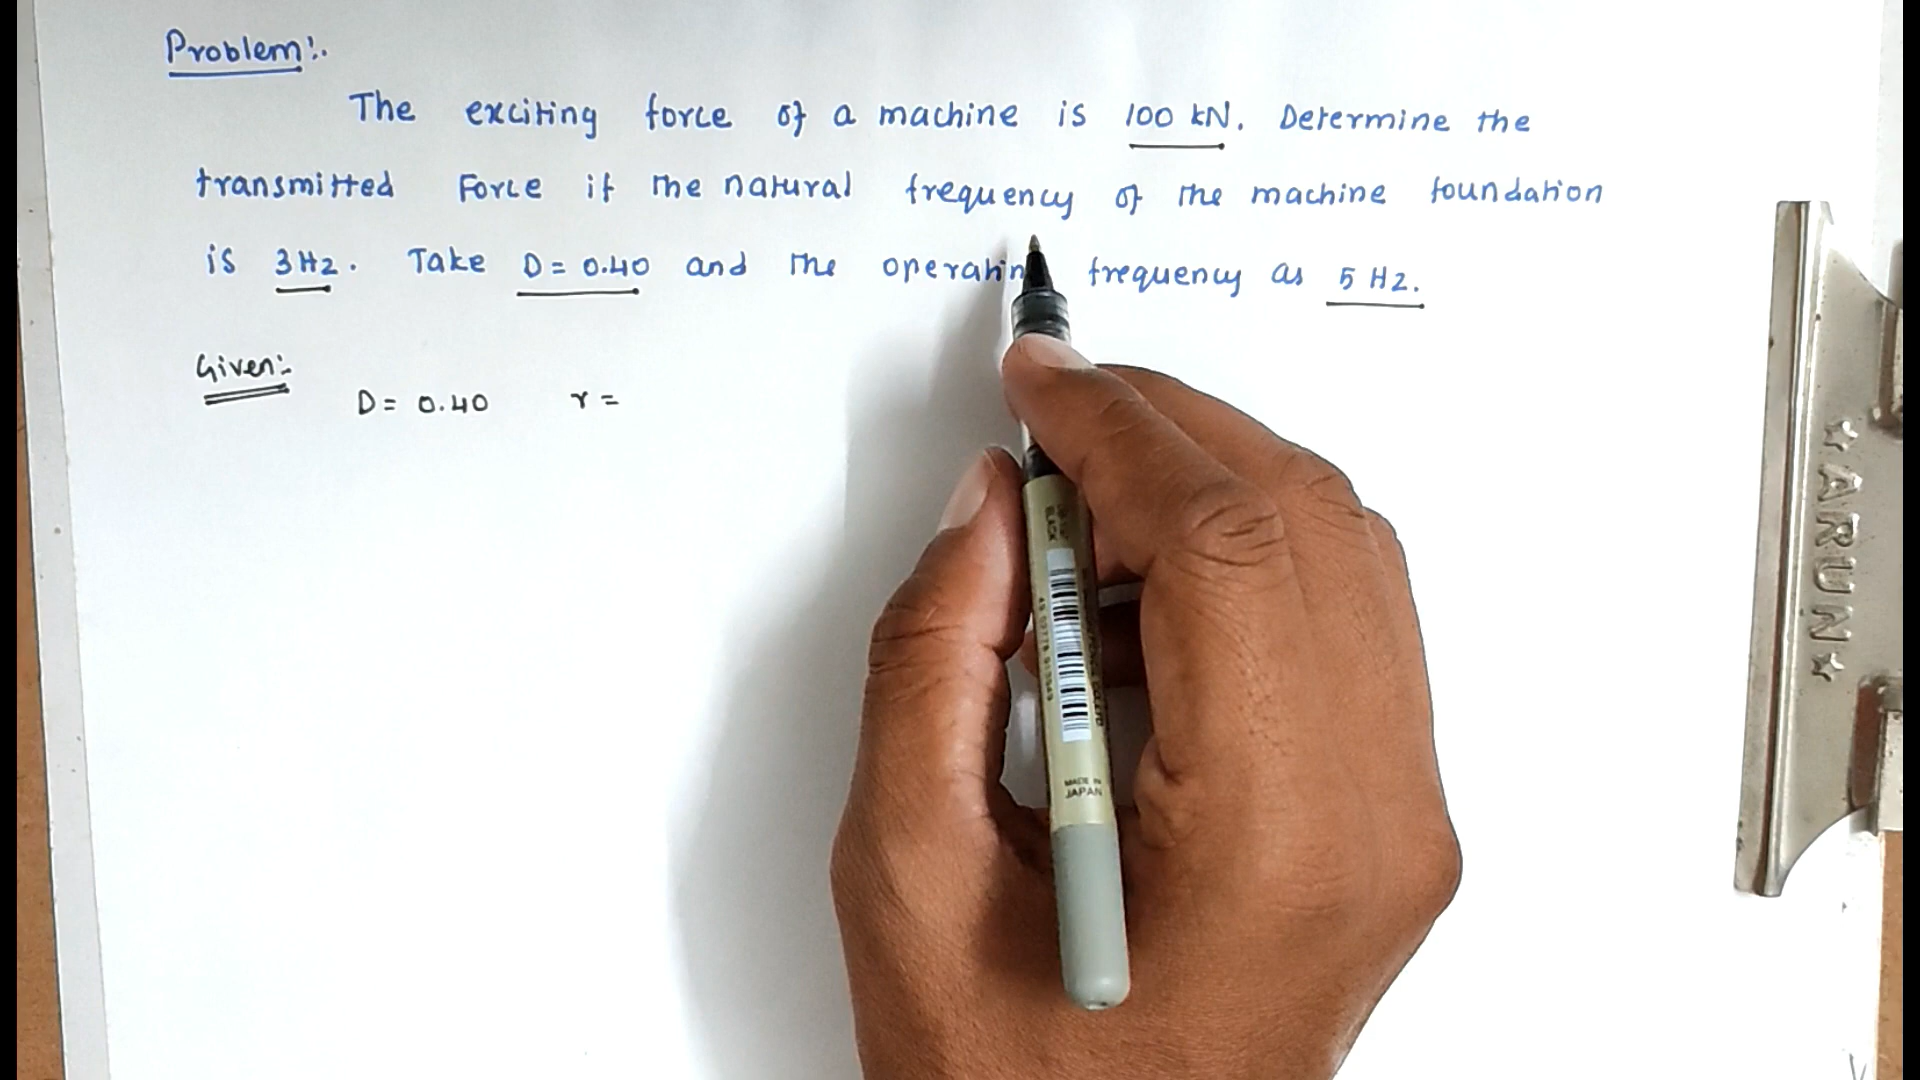 Problem:.
The exciting force of a machine is 100 kN. Determine the
transmitted Force if the natural frequency of the machine foundation
is 3Hz. Take D = 0.40 and the frequency as 5 Hz.
Given:-
D = 0.40 r =
BLACK
MADE IN
JAPAN
☆ARUN☆